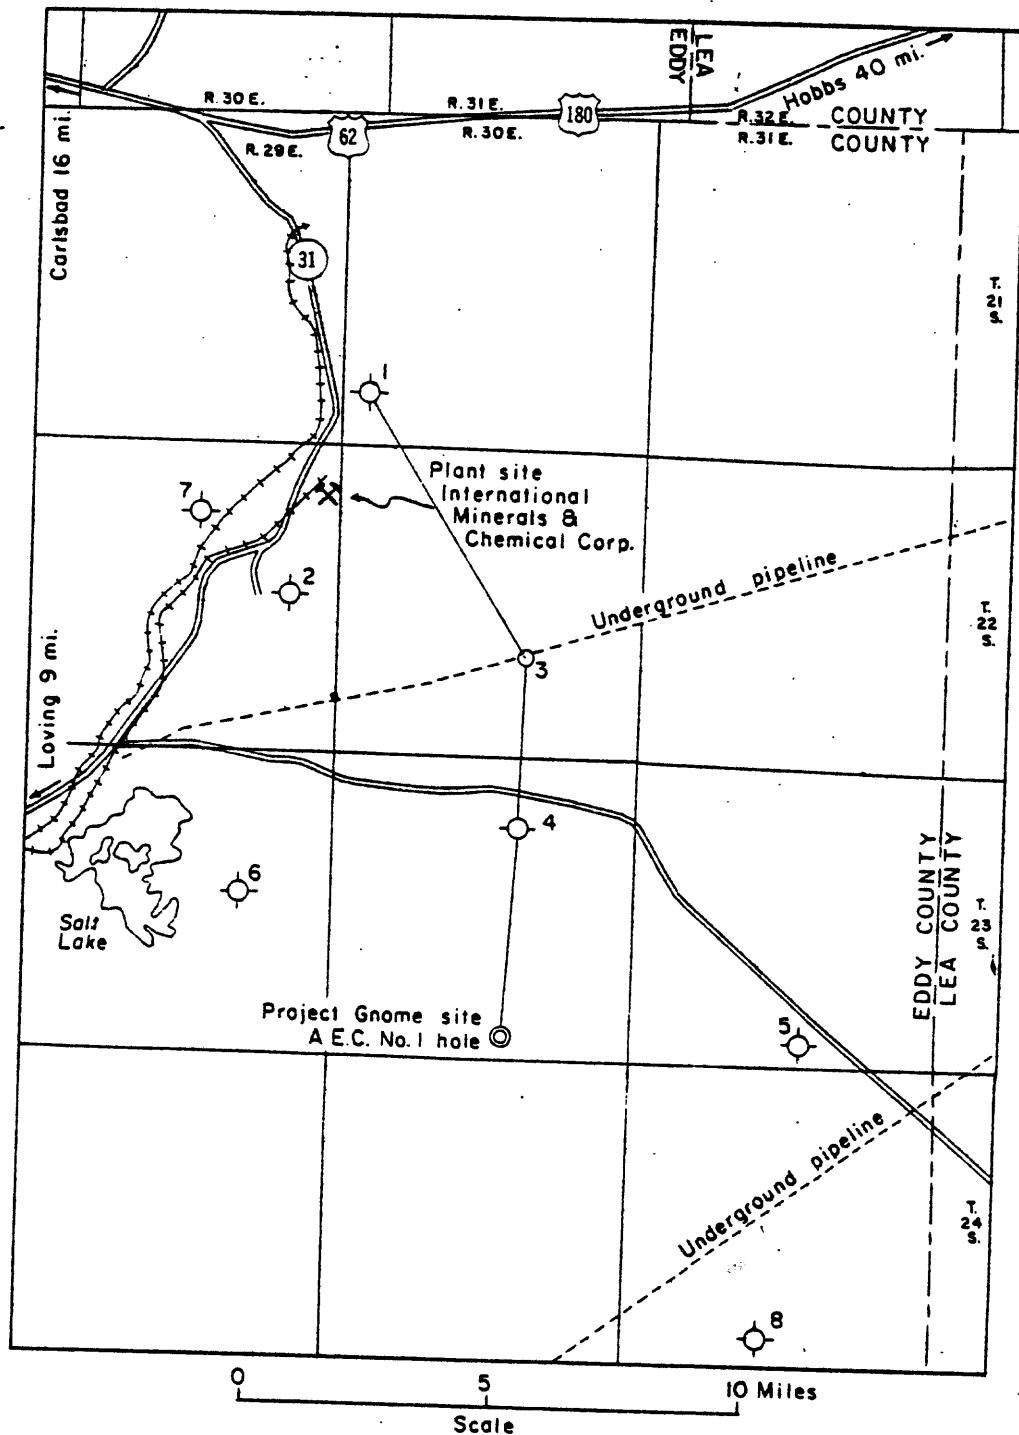 LEA
EDDY
Hobbs 40 mi.
R. 30 E.
R. 31 E.
180
R. 32 E.
COUNTY
62
R. 29 E.
R. 30 E.
R. 31 E.
COUNTY
Carlsbad 16 mi.
31
T.
21
S.
1
Plant site
International
Minerals &
Chemical Corp.
7
2
Underground pipeline
T.
22
S.
3
Loving 9 mi.
4
6
Salt
Lake
EDDY COUNTY
LEA COUNTY
T.
23
S.
Project Gnome site
A E.C. No. 1 hole
5
Underground pipeline
T.
24
S.
8
0
5
10 Miles
Scale